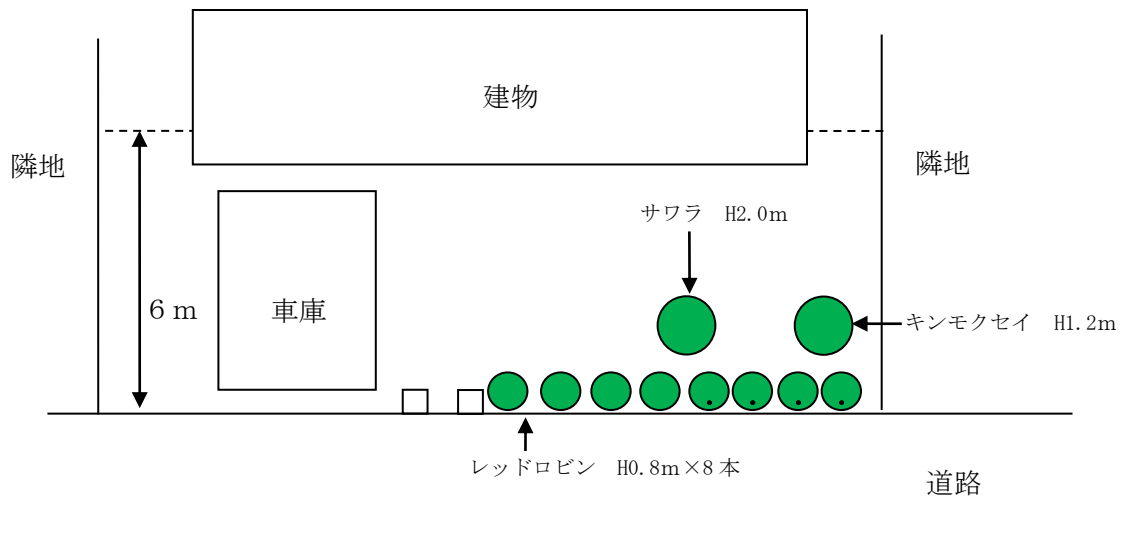 建物
隣地
隣地
サワラ　H2.0m
６ｍ
車庫
キンモクセイ　H1.2m
レッドロビン　H0.8m×8本
道路